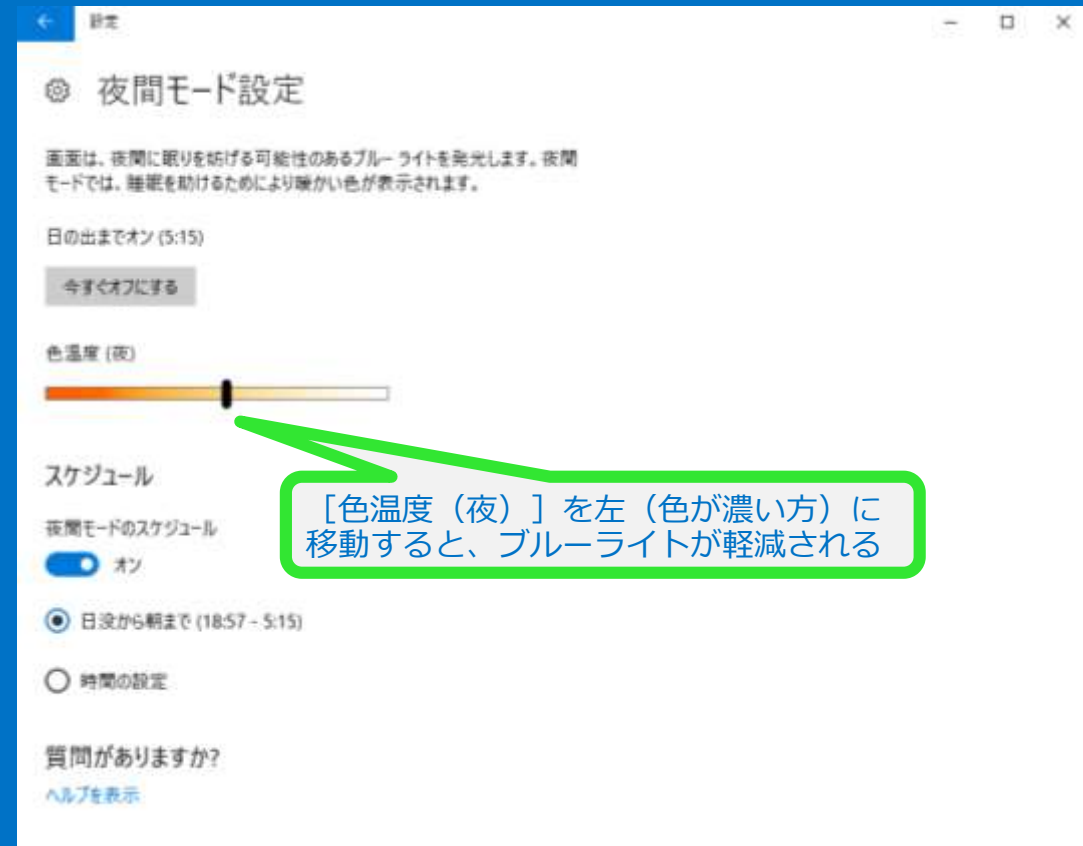 設定
夜間モード設定
画面は、夜間に眠りを妨げる可能性のあるブルー ライトを発光します。夜間
モードでは、睡眠を助けるためにより暖かい色が表示されます。
日の出までオン (5:15)
今すぐオフにする
色温度 (夜)
[色温度（夜）］を左（色が濃い方）に
移動すると、ブルーライトが軽減される
スケジュール
夜間モードのスケジュール
オン
日没から朝まで (18:57 - 5:15)
時間の設定
質問がありますか?
ヘルプを表示